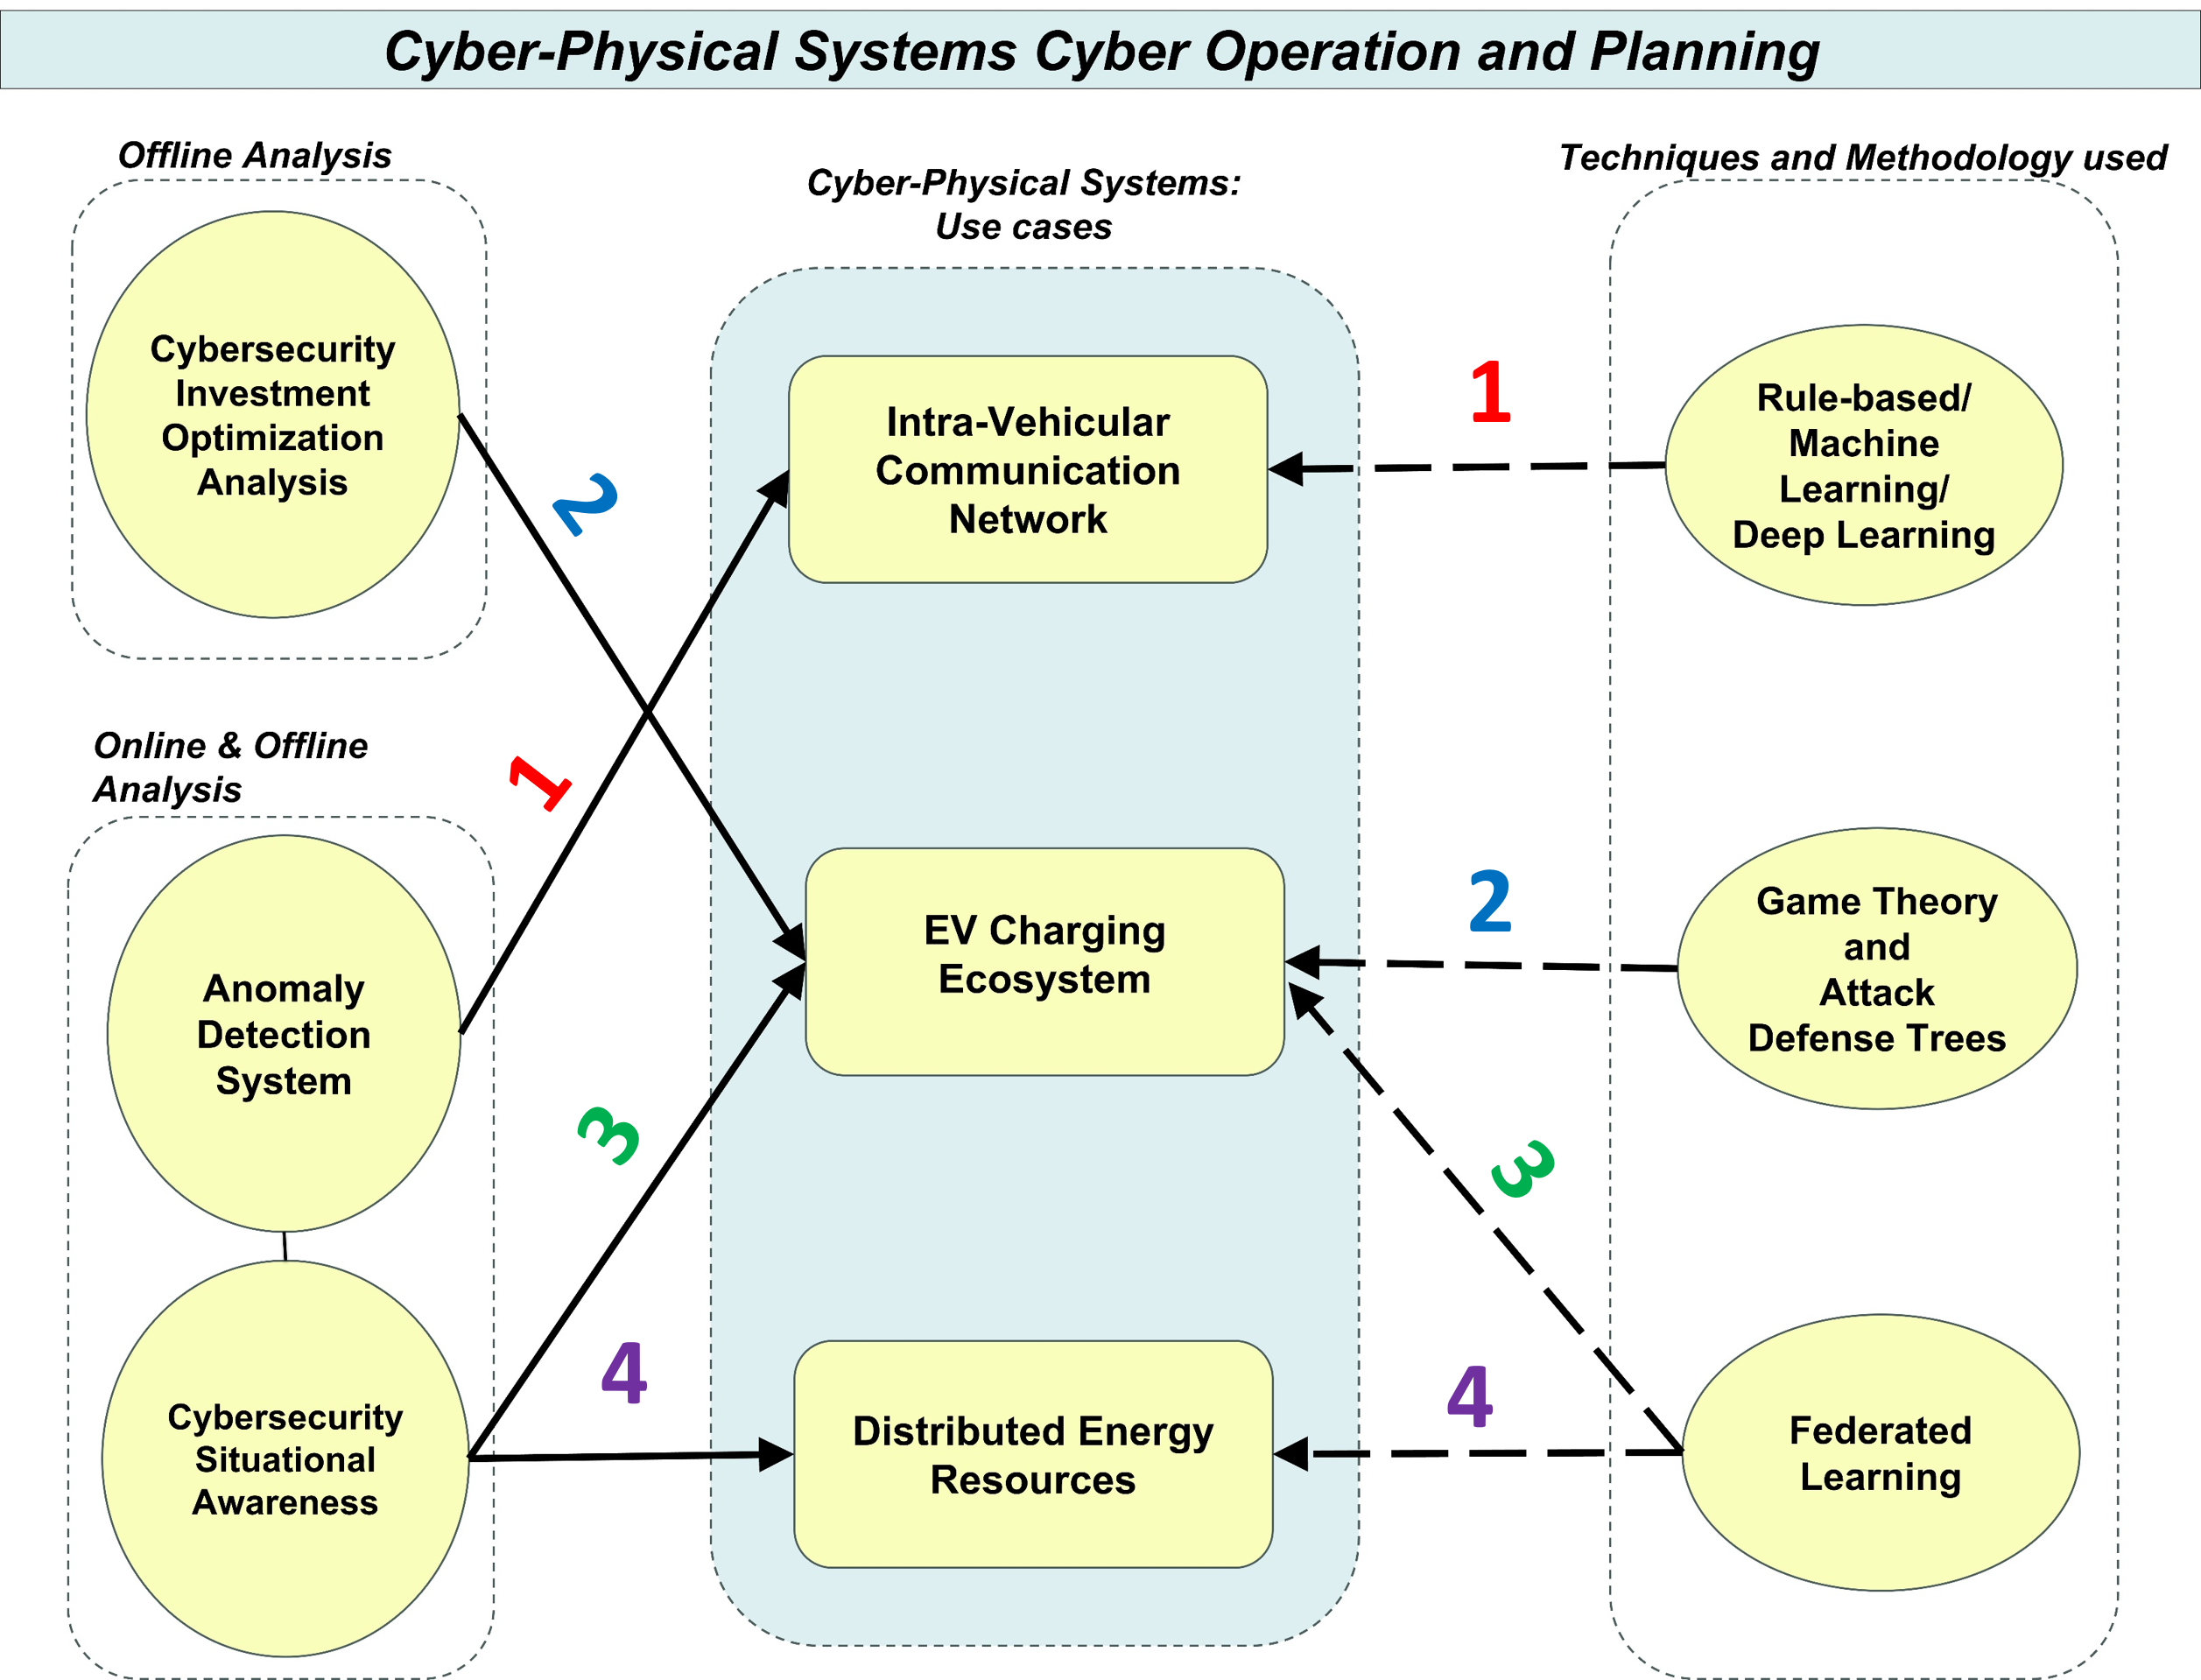 Cyber-Physical Systems Cyber Operation and Planning
Offline Analysis
Cybersecurity
Investment
Optimization
Analysis
Online & Offline
Analysis
Anomaly
Detection
System
Cybersecurity
Situational
Awareness
2
1
3
4
Cyber-Physical Systems:
Use cases
Intra-Vehicular
Communication
Network
EV Charging
Ecosystem
Distributed Energy
Resources
1
2
3
4
Techniques and Methodology used
Rule-based/
Machine
Learning/
Deep Learning
Game Theory
and
Attack
Defense Trees
Federated
Learning